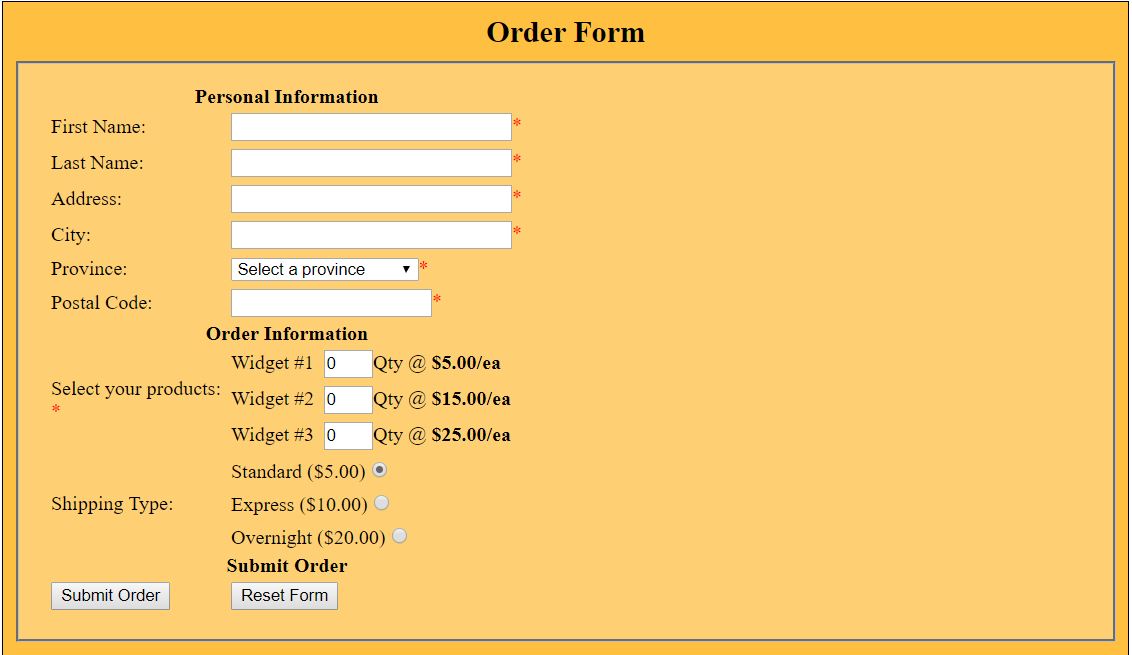 Order Form
Personal Information
First Name: *
Last Name: *
Address: *
City: *
Province: Select a province *
Postal Code: *
Order Information
Select your products: *
Widget #1 0 Qty @ $5.00/ea
Widget #2 0 Qty @ $15.00/ea
Widget #3 0 Qty @ $25.00/ea
Shipping Type:
Standard ($5.00)
Express ($10.00)
Overnight ($20.00)
Submit Order
Submit Order Reset Form